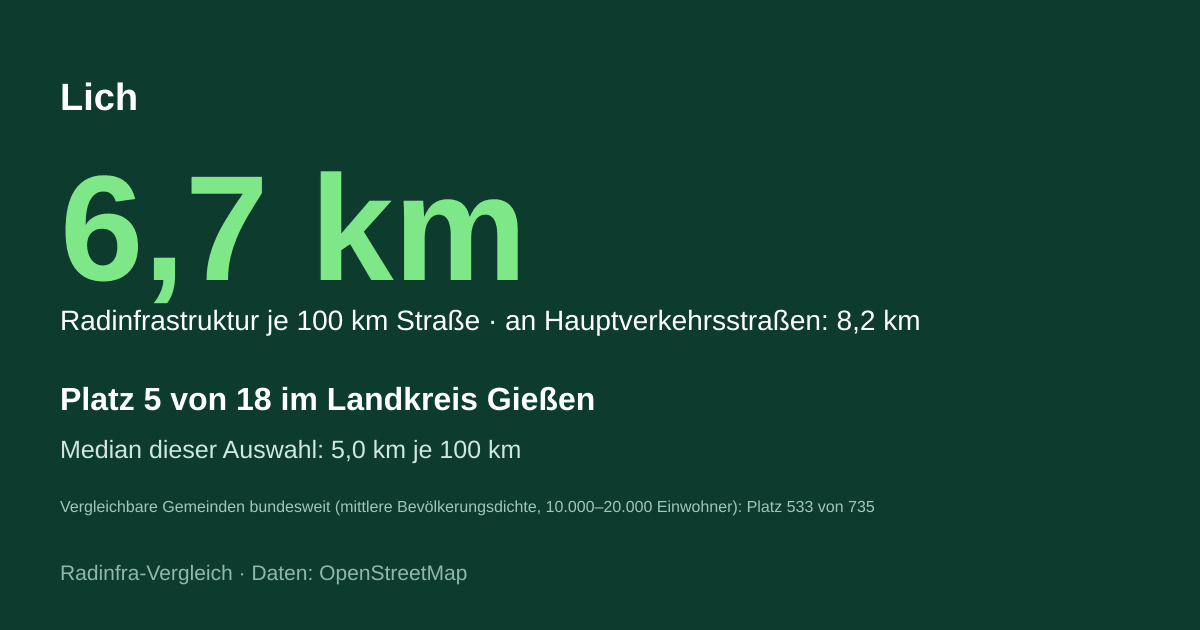 Lich
6,7 km
Radinfrastruktur je 100 km Straße · an Hauptverkehrsstraßen: 8,2 km
Platz 5 von 18 im Landkreis Gießen
Median dieser Auswahl: 5,0 km je 100 km
Vergleichbare Gemeinden bundesweit (mittlere Bevölkerungsdichte, 10.000–20.000 Einwohner): Platz 533 von 735
Radinfra-Vergleich · Daten: OpenStreetMap